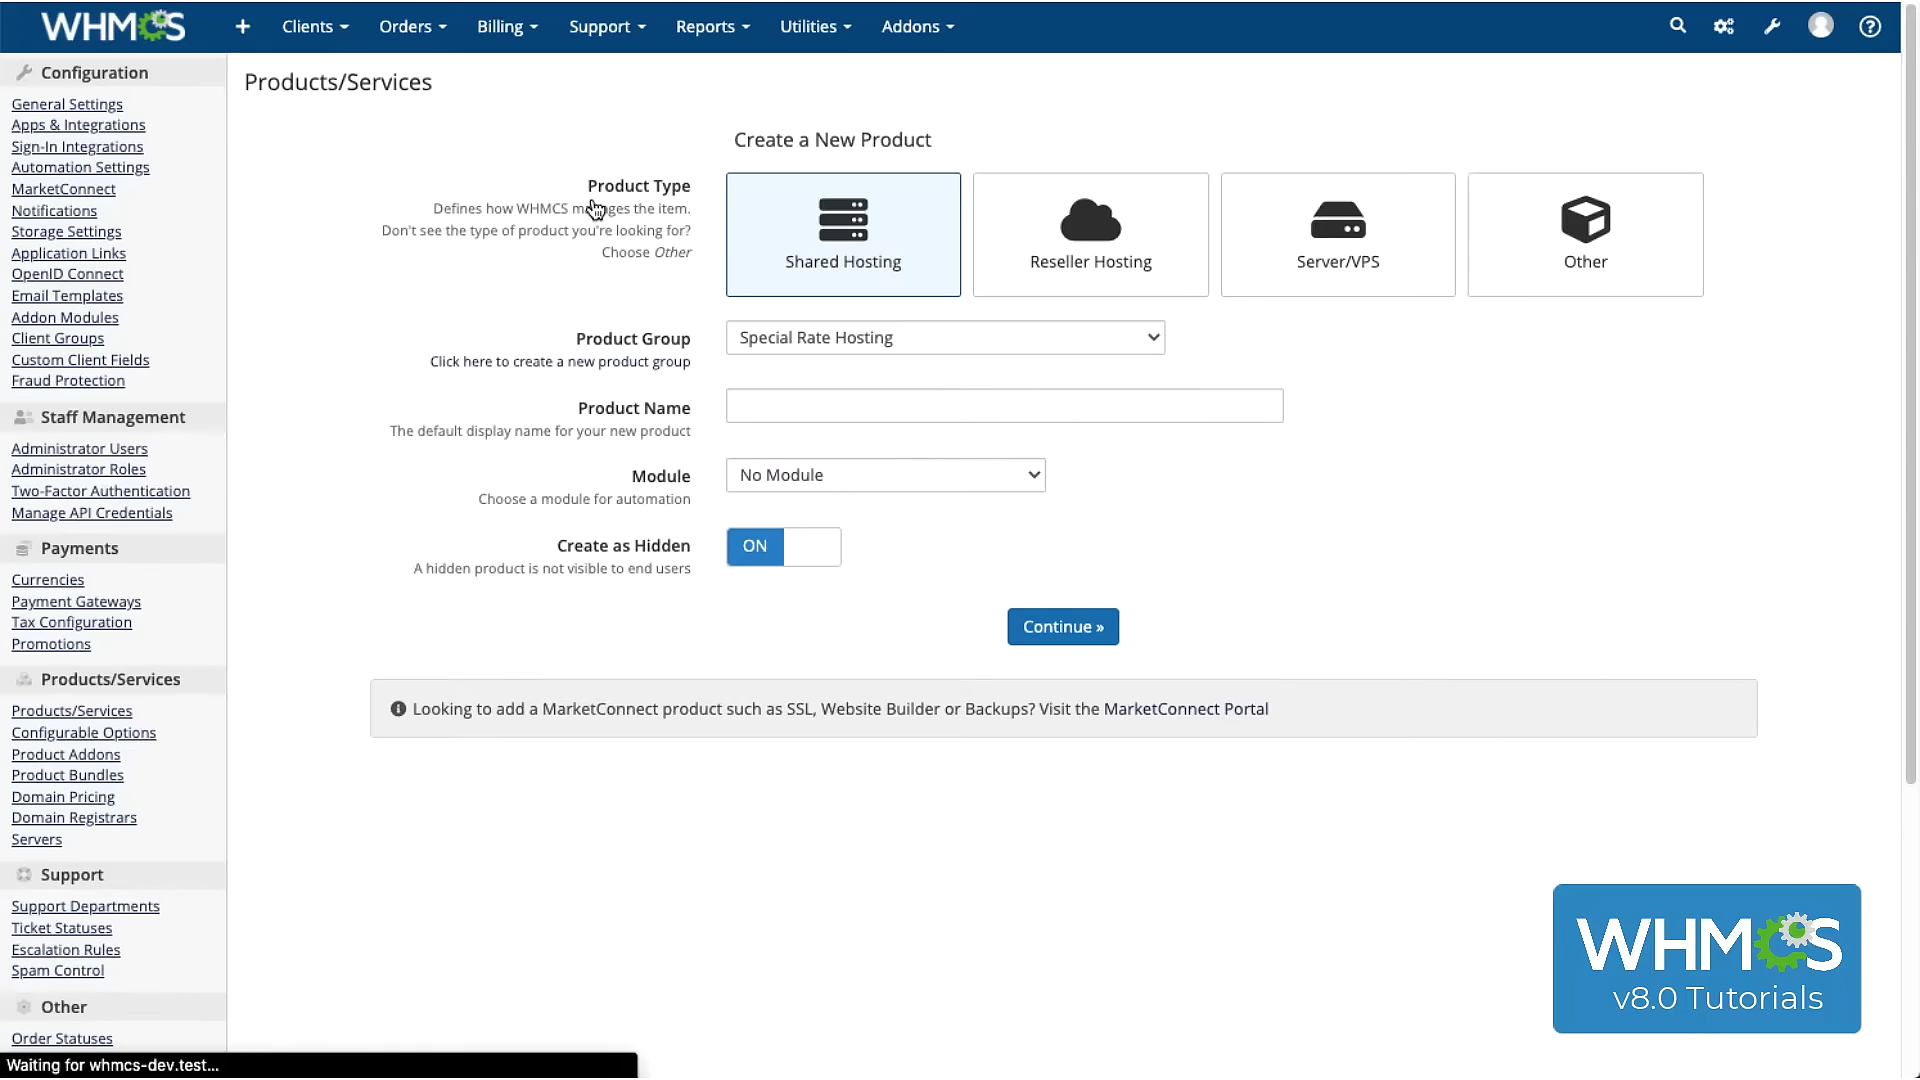 WHMCS
+ Clients Orders Billing Support Reports Utilities Addons
Configuration
General Settings
Apps & Integrations
Sign-In Integrations
Automation Settings
MarketConnect
Notifications
Storage Settings
Application Links
OpenID Connect
Email Templates
Addon Modules
Client Groups
Custom Client Fields
Fraud Protection
Staff Management
Administrator Users
Administrator Roles
Two-Factor Authentication
Manage API Credentials
Payments
Currencies
Payment Gateways
Tax Configuration
Promotions
Products/Services
Products/Services
Configurable Options
Product Addons
Product Bundles
Domain Pricing
Domain Registrars
Servers
Support
Support Departments
Ticket Statuses
Escalation Rules
Spam Control
Other
Order Statuses
Waiting for whmcs-dev.test...
Products/Services
Create a New Product
Product Type
Defines how WHMCS manages the item.
Don't see the type of product you're looking for?
Choose Other
Shared Hosting
Reseller Hosting
Server/VPS
Other
Product Group
Click here to create a new product group
Special Rate Hosting
Product Name
The default display name for your new product
Module
Choose a module for automation
No Module
Create as Hidden
A hidden product is not visible to end users
ON
Continue »
Looking to add a MarketConnect product such as SSL, Website Builder or Backups? Visit the MarketConnect Portal
WHMCS
v8.0 Tutorials